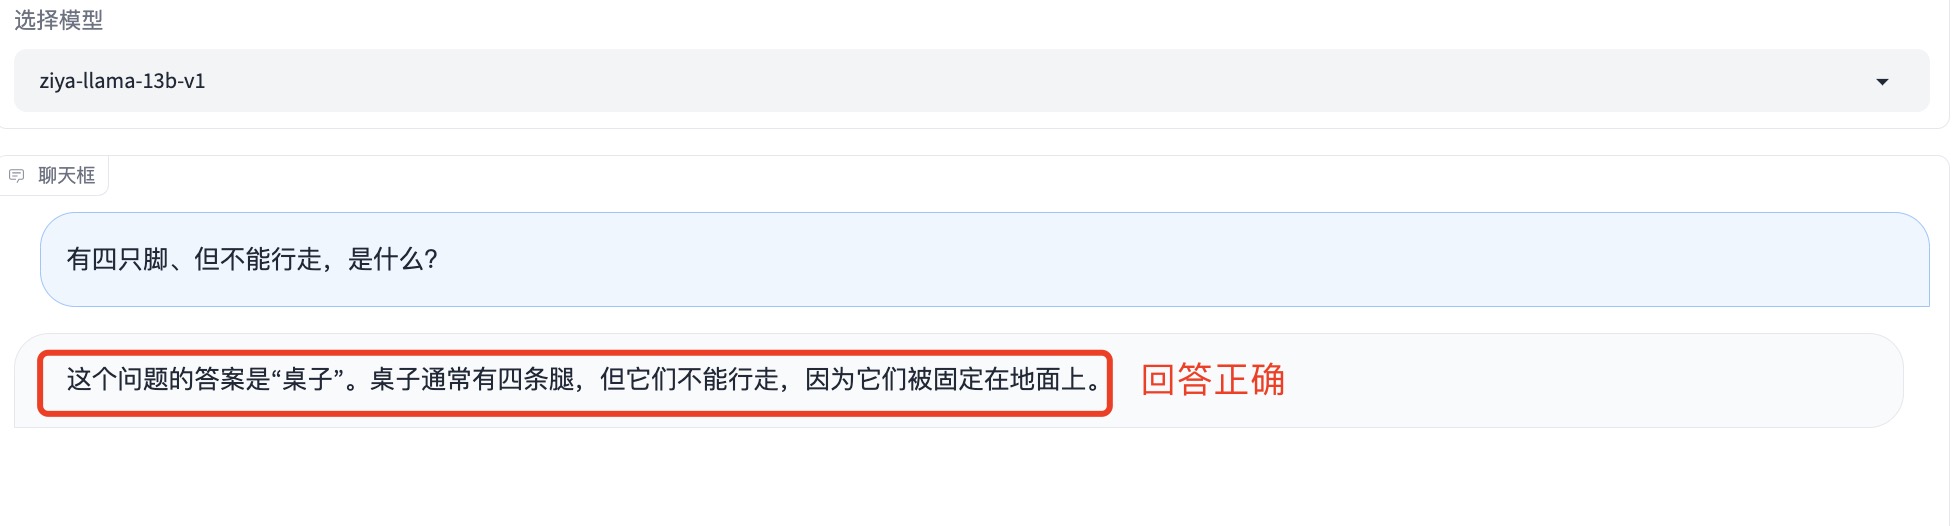 选择模型
ziya-llama-13b-v1
聊天框
有四只脚、但不能行走，是什么?
这个问题的答案是“桌子”。桌子通常有四条腿，但它们不能行走，因为它们被固定在地面上。 回答正确